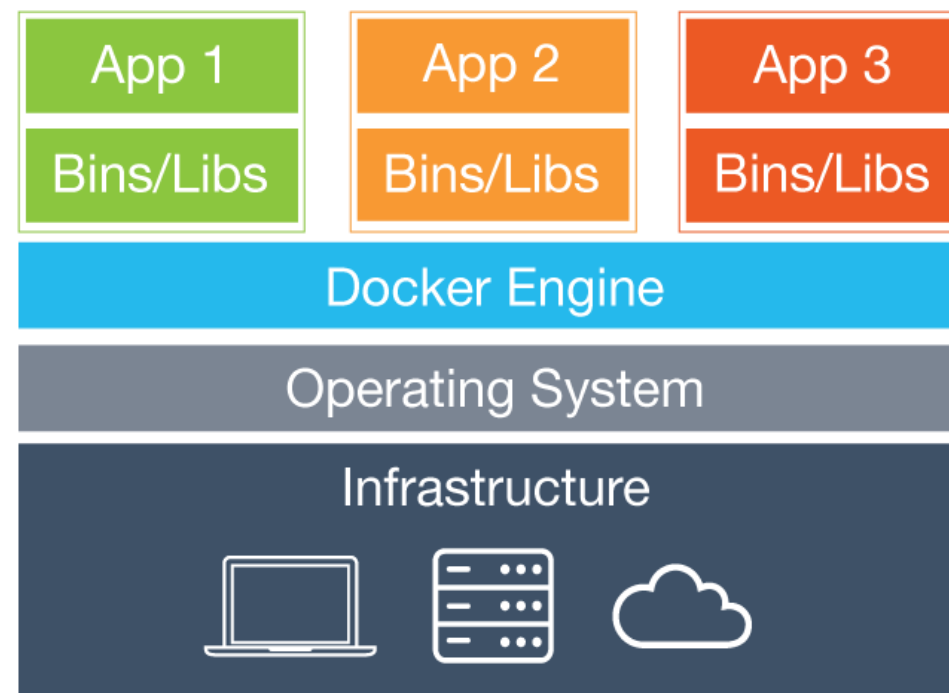 App 1
App 2
App 3
Bins/Libs
Bins/Libs
Bins/Libs
Docker Engine
Operating System
Infrastructure